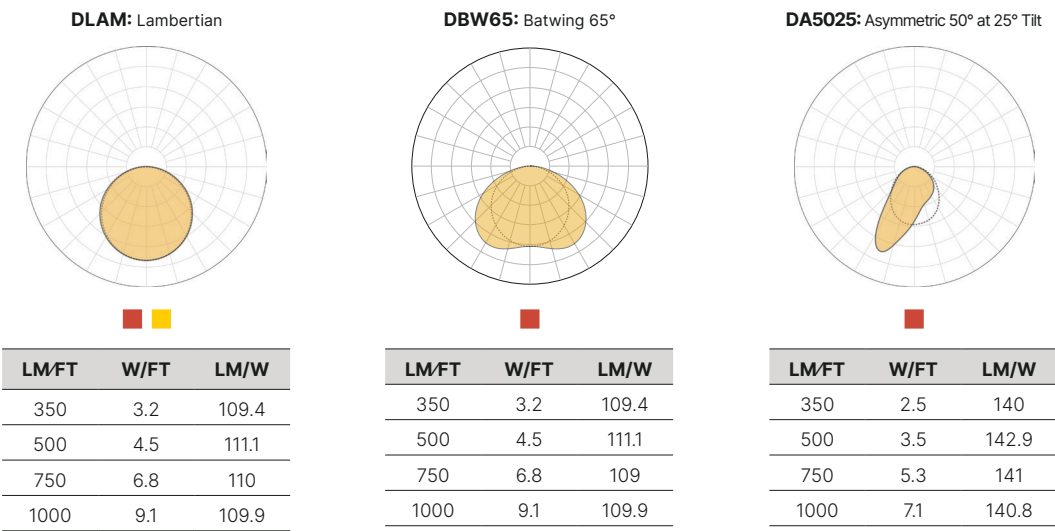 DLAM: Lambertian
LM/FT W/FT LM/W
350 3.2 109.4
500 4.5 111.1
750 6.8 110
1000 9.1 109.9
DBW65: Batwing 65°
LM/FT W/FT LM/W
350 3.2 109.4
500 4.5 111.1
750 6.8 109
1000 9.1 109.9
DA5025: Asymmetric 50° at 25° Tilt
LM/FT W/FT LM/W
350 2.5 140
500 3.5 142.9
750 5.3 141
1000 7.1 140.8